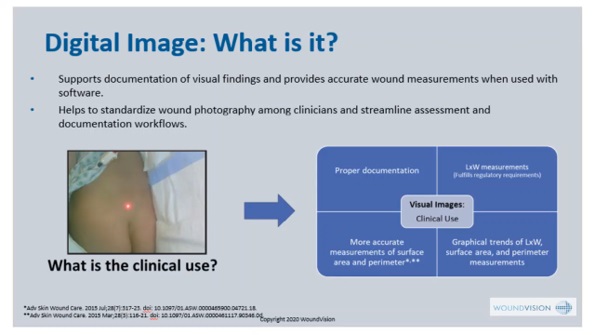 Digital Image: What is it?
• Supports documentation of visual findings and provides accurate wound measurements when used with
software.
• Helps to standardize wound photography among clinicians and streamline assessment and
documentation workflows.
What is the clinical use?
Proper documentation
LxW measurements
(Fulfills regulatory requirements)
Visual Images:
Clinical Use
More accurate
measurements of surface
area and perimeter*,**
Graphical trends of LxW,
surface area, and perimeter
measurements
*Adv Skin Wound Care. 2015 Jul;28(7):317-23. doi: 10.1097/01.ASW.0000465900.04721.18.
**Adv Skin Wound Care. 2015 Mar;28(3):116-21. doi: 10.1097/01.ASW.0000461117.90346.0d.
Copyright 2020 WoundVision
WOUNDVISION